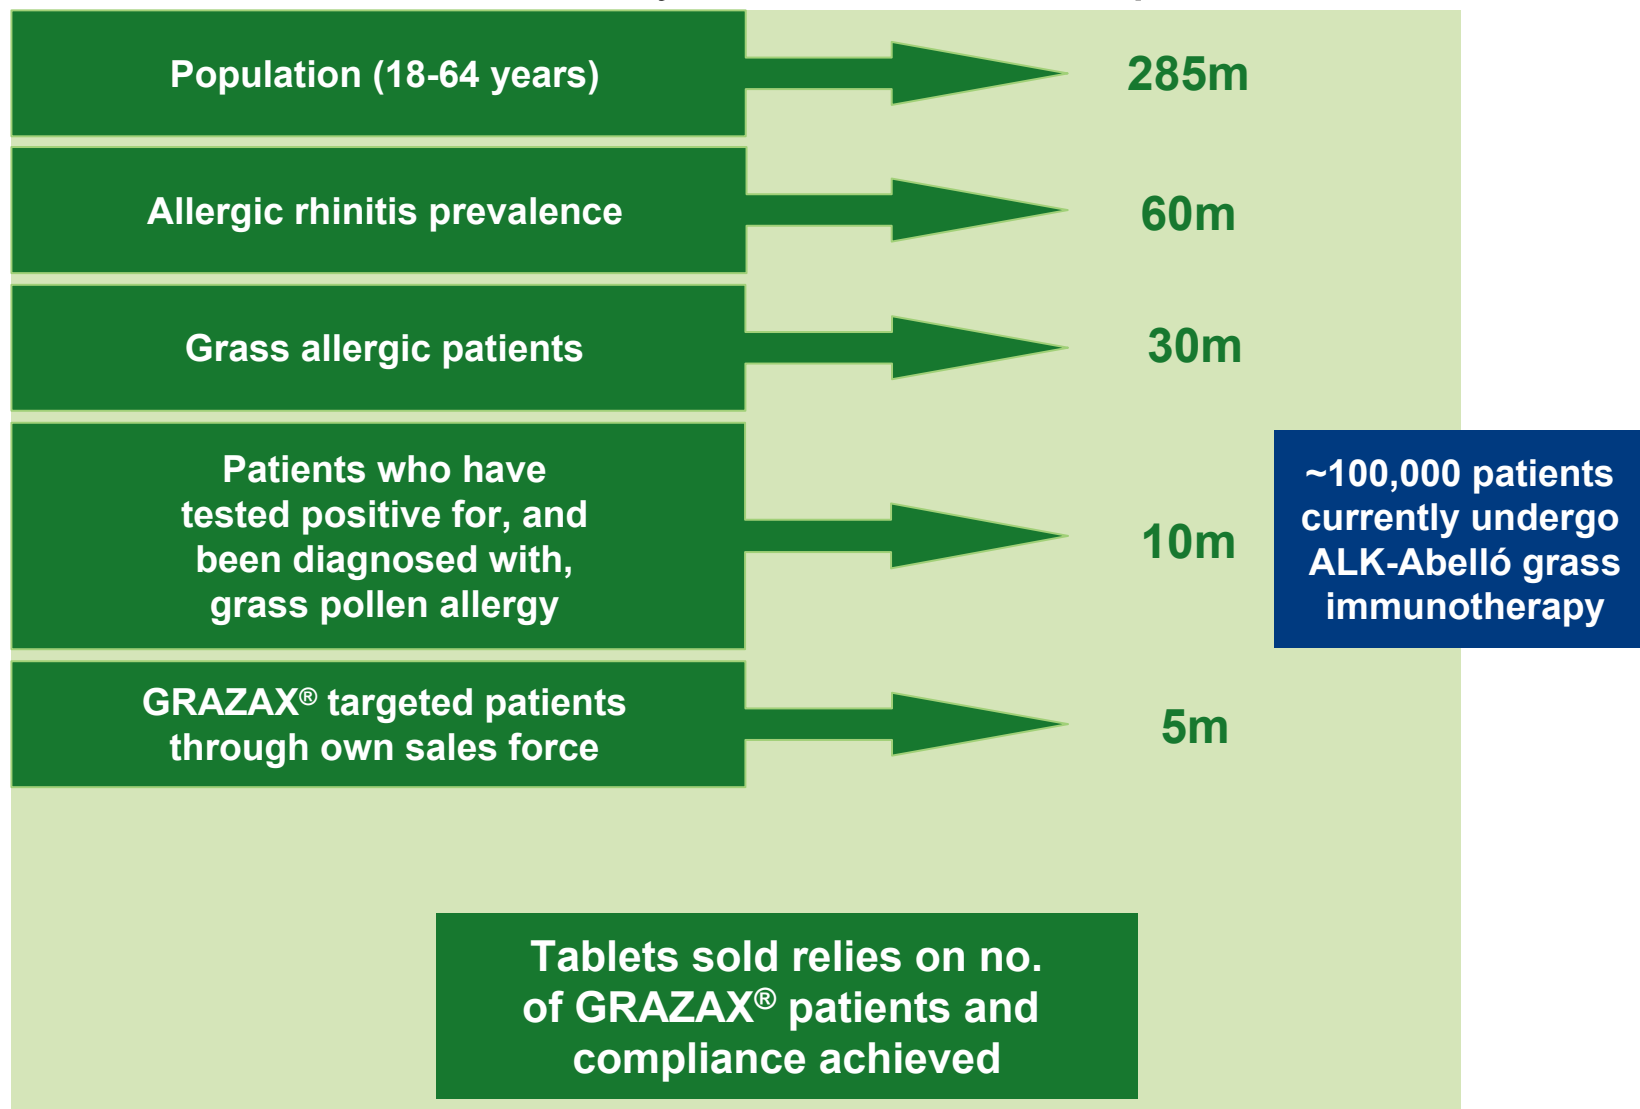 Population (18-64 years)
285m
Allergic rhinitis prevalence
60m
Grass allergic patients
30m
Patients who have
tested positive for, and
been diagnosed with,
grass pollen allergy
10m
~100,000 patients
currently undergo
ALK-Abelló grass
immunotherapy
GRAZAX® targeted patients
through own sales force
5m
Tablets sold relies on no.
of GRAZAX® patients and
compliance achieved